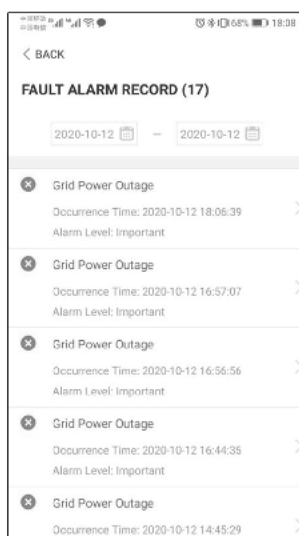 68% 18:08
< BACK
FAULT ALARM RECORD (17)
2020-10-12 – 2020-10-12
Grid Power Outage
Occurrence Time: 2020-10-12 18:06:39
Alarm Level: Important
Grid Power Outage
Occurrence Time: 2020-10-12 16:57:07
Alarm Level: Important
Grid Power Outage
Occurrence Time: 2020-10-12 16:56:56
Alarm Level: Important
Grid Power Outage
Occurrence Time: 2020-10-12 16:44:35
Alarm Level: Important
Grid Power Outage
Occurrence Time: 2020-10-12 14:45:29